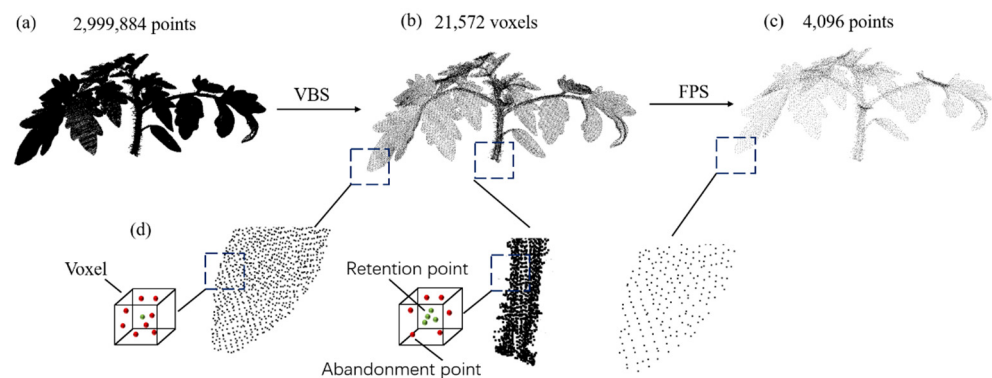 (a) 2,999,884 points
(b) 21,572 voxels
(c) 4,096 points
VBS
FPS
(d)
Voxel
Retention point
Abandonment point